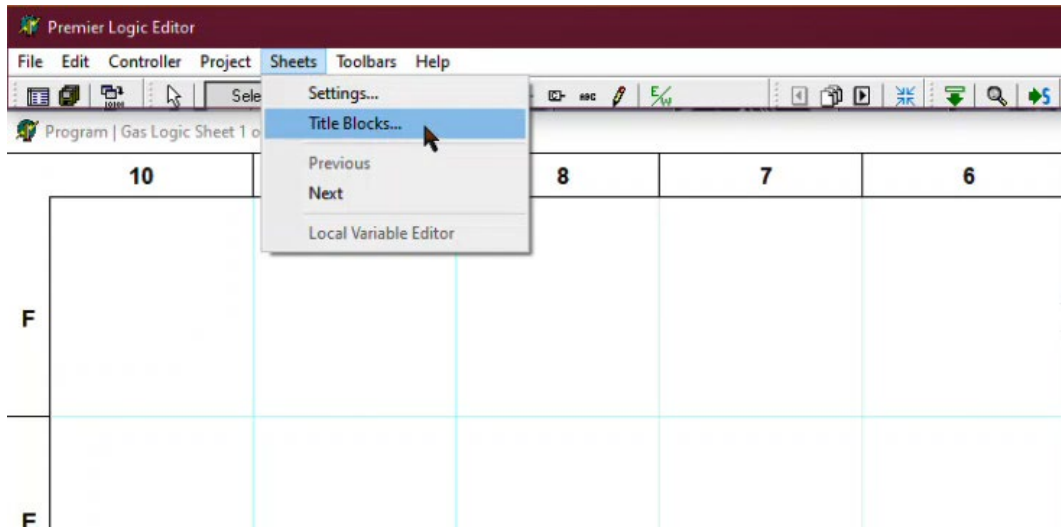 Premier Logic Editor
File Edit Controller Project Sheets Toolbars Help
Sele
ABC
E/W
S
Program | Gas Logic Sheet 1 o
Settings...
Title Blocks...
Previous
Next
Local Variable Editor
10 8 7 6
F
E